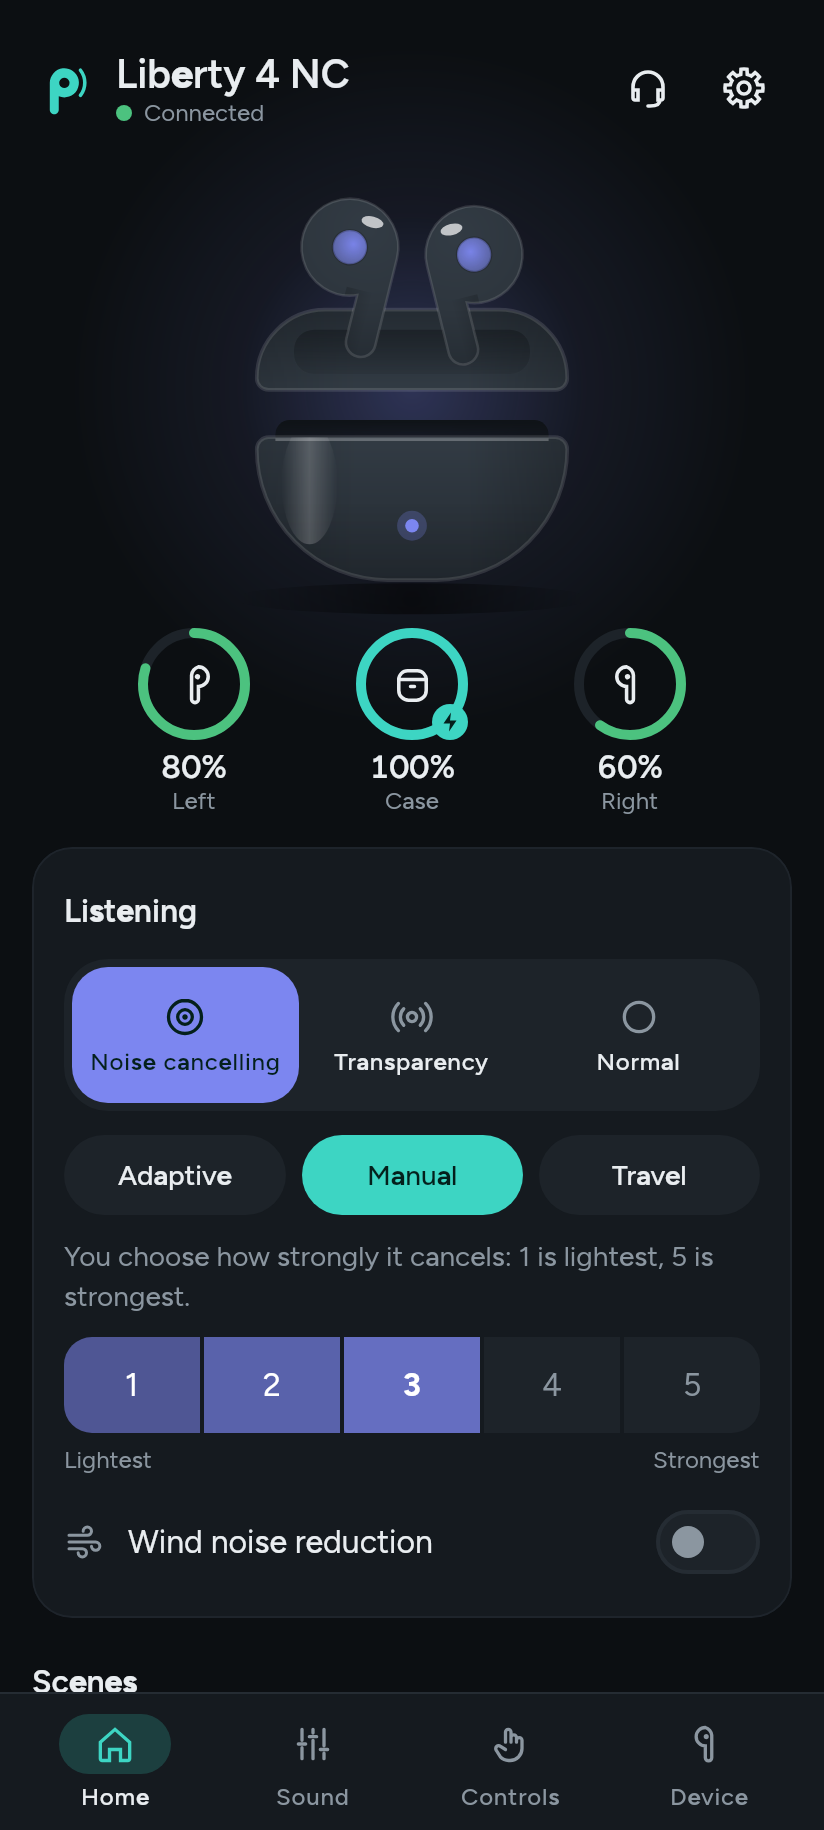 Liberty 4 NC
Connected
80%
100%
60%
Left
Case
Right
Listening
Noise cancelling
Transparency
Normal
Adaptive
Manual
Travel
You choose how strongly it cancels: 1 is lightest, 5 is
strongest.
1
2
3
4
5
Lightest
Strongest
Wind noise reduction
Scenes
Home
Sound
Controls
Device